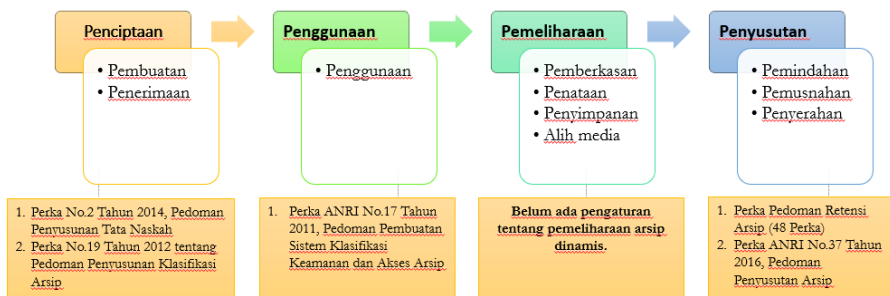 Penciptaan
• Pembuatan
• Penerimaan
1. Perka No.2 Tahun 2014, Pedoman
Penyusunan Tata Naskah
2. Perka No.19 Tahun 2012 tentang
Pedoman Penyusunan Klasifikasi
Arsip
Penggunaan
• Penggunaan
1. Perka ANRI No.17 Tahun
2011, Pedoman Pembuatan
Sistem Klasifikasi
Keamanan dan Akses Arsip
Pemeliharaan
• Pemberkasan
• Penataan
• Penyimpanan
• Alih media
Belum ada pengaturan
tentang pemeliharaan arsip
dinamis.
Penyusutan
• Pemindahan
• Pemusnahan
• Penyerahan
1. Perka Pedoman Retensi
Arsip (48 Perka)
2. Perka ANRI No.37 Tahun
2016, Pedoman
Penyusutan Arsip